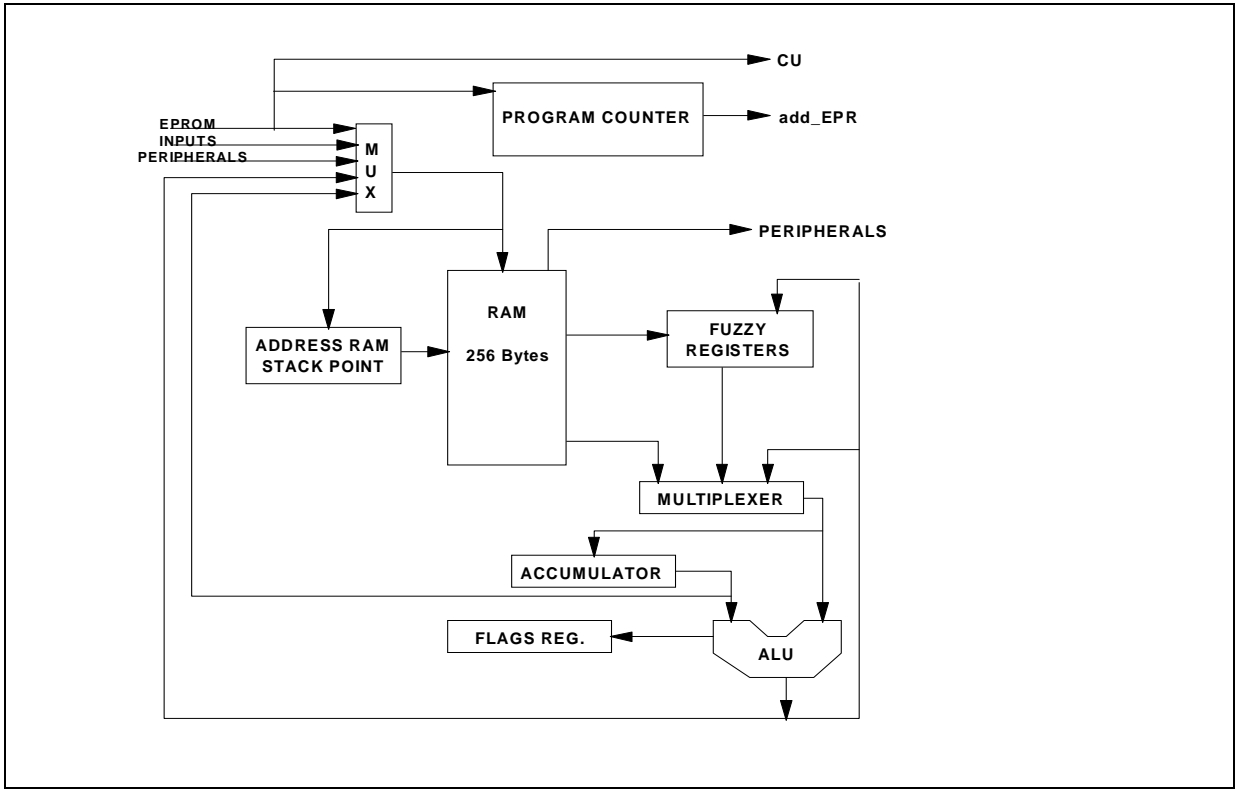 CU
PROGRAM COUNTER
add_EPR
EPROM
INPUTS
PERIPHERALS
M
U
X
PERIPHERALS
RAM
256 Bytes
FUZZY
REGISTERS
ADDRESS RAM
STACK POINT
MULTIPLEXER
ACCUMULATOR
FLAGS REG.
ALU